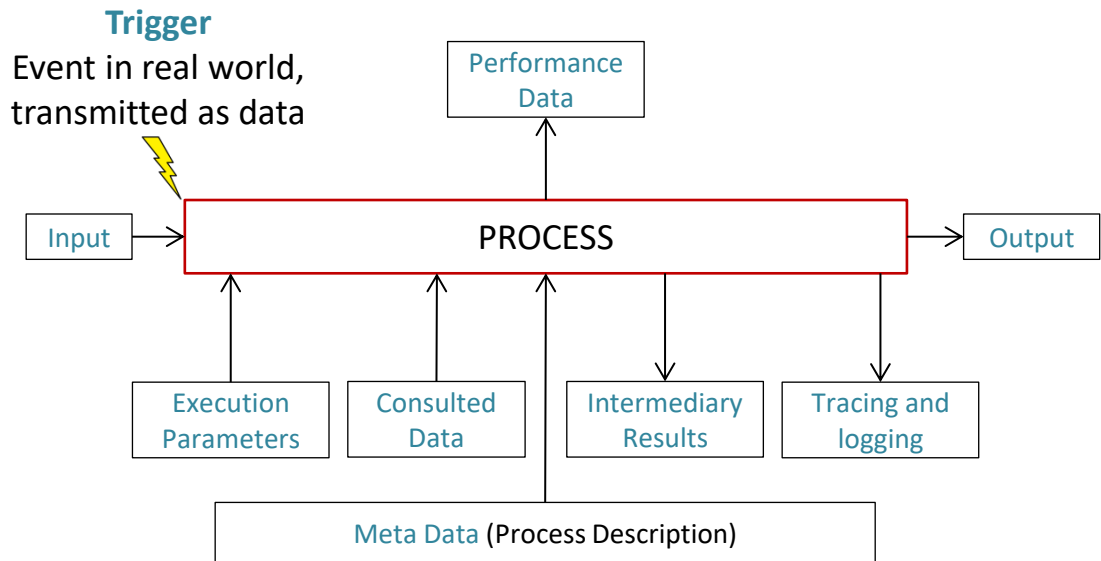 Trigger
Event in real world,
transmitted as data
Performance
Data
Input
PROCESS
Output
Execution
Parameters
Consulted
Data
Intermediary
Results
Tracing and
logging
Meta Data (Process Description)